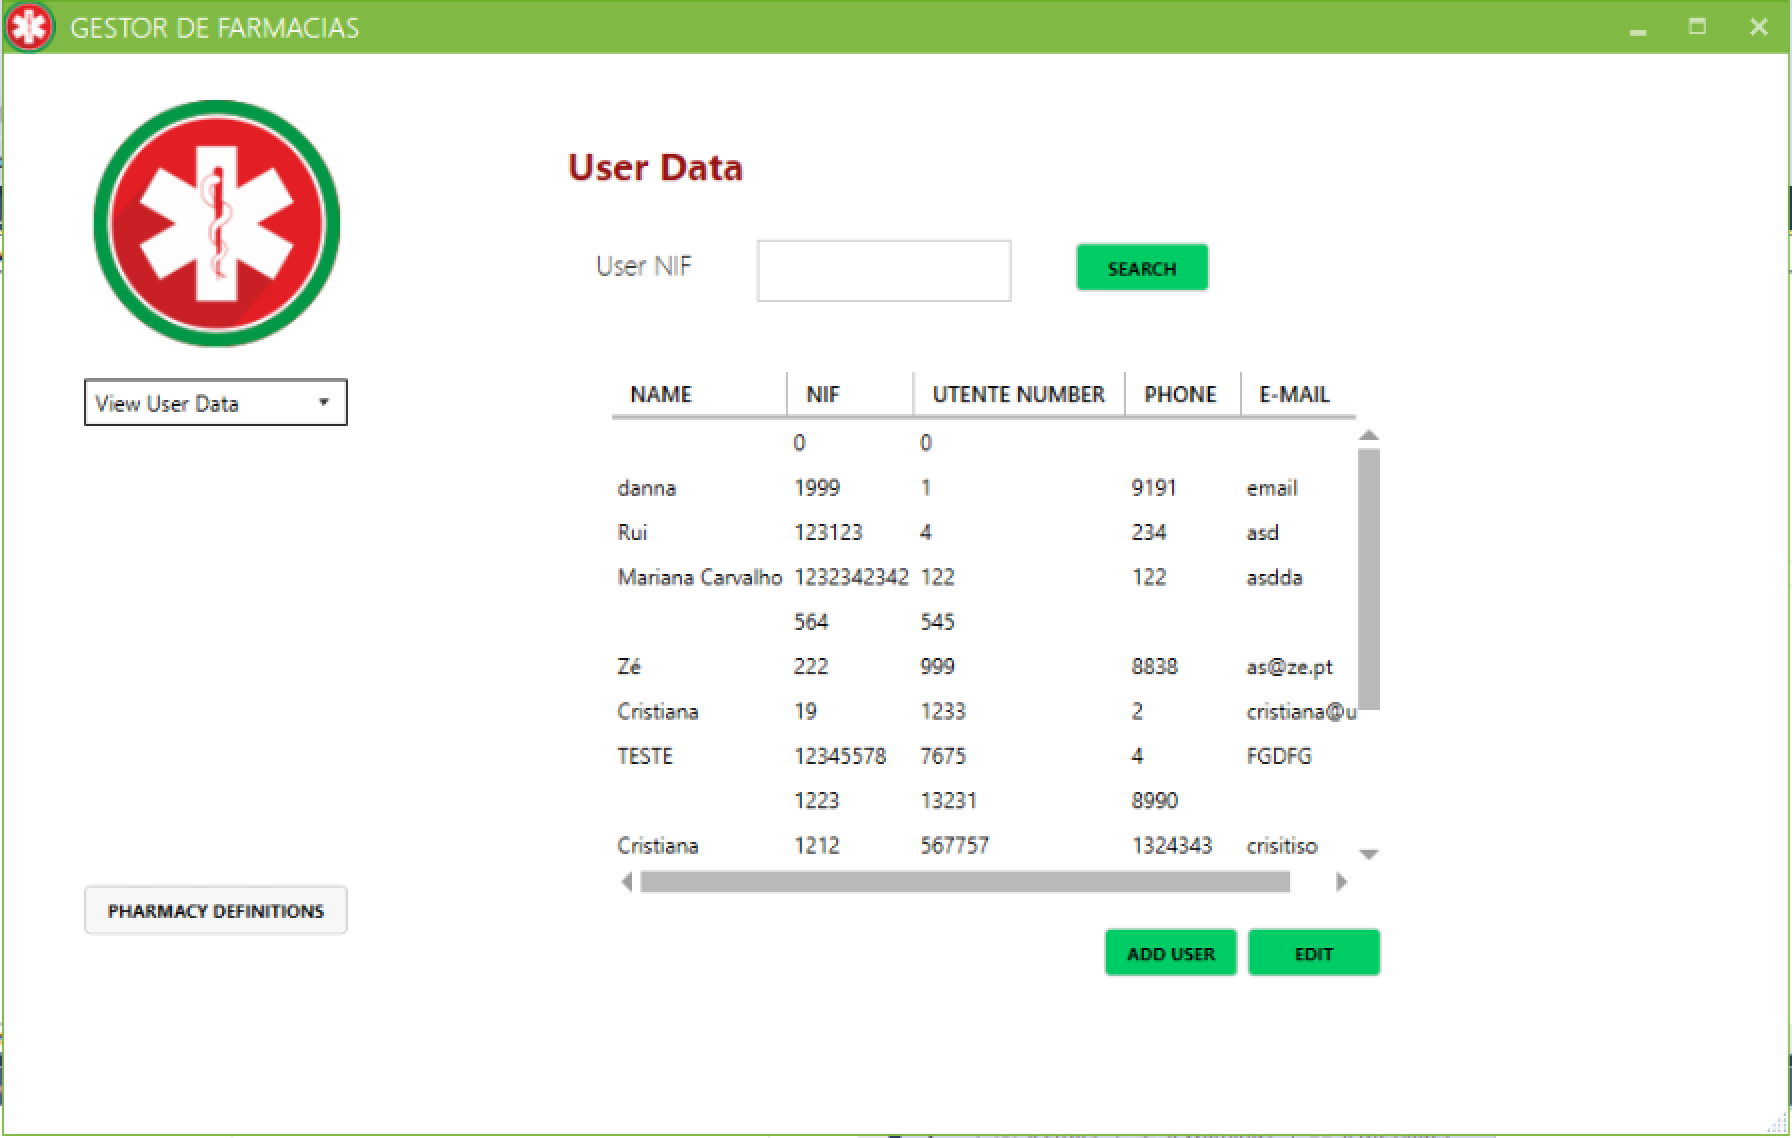 GESTOR DE FARMACIAS
User Data
User NIF SEARCH
View User Data
NAME NIF UTENTE NUMBER PHONE E-MAIL
0 0
danna 1999 1 9191 email
Rui 123123 4 234 asd
Mariana Carvalho 1232342342 122 122 asdda
564 545
Zé 222 999 8838 as@ze.pt
Cristiana 19 1233 2 cristiana@u
TESTE 12345578 7675 4 FGDFG
1223 13231 8990
Cristiana 1212 567757 1324343 crisitiso
PHARMACY DEFINITIONS
ADD USER EDIT